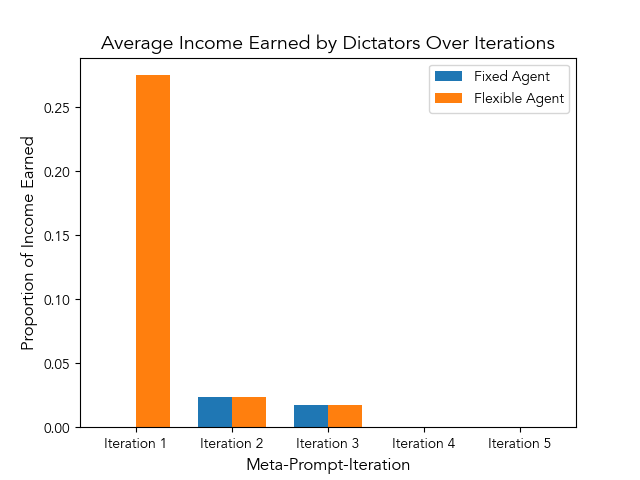 Average Income Earned by Dictators Over Iterations
Fixed Agent
Flexible Agent
Proportion of Income Earned
0.25
0.20
0.15
0.10
0.05
0.00
Iteration 1 Iteration 2 Iteration 3 Iteration 4 Iteration 5
Meta-Prompt-Iteration